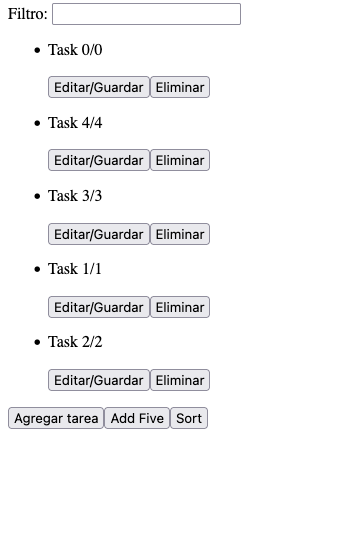 Filtro:
Task 0/0
Editar/Guardar Eliminar
Task 4/4
Editar/Guardar Eliminar
Task 3/3
Editar/Guardar Eliminar
Task 1/1
Editar/Guardar Eliminar
Task 2/2
Editar/Guardar Eliminar
Agregar tarea Add Five Sort